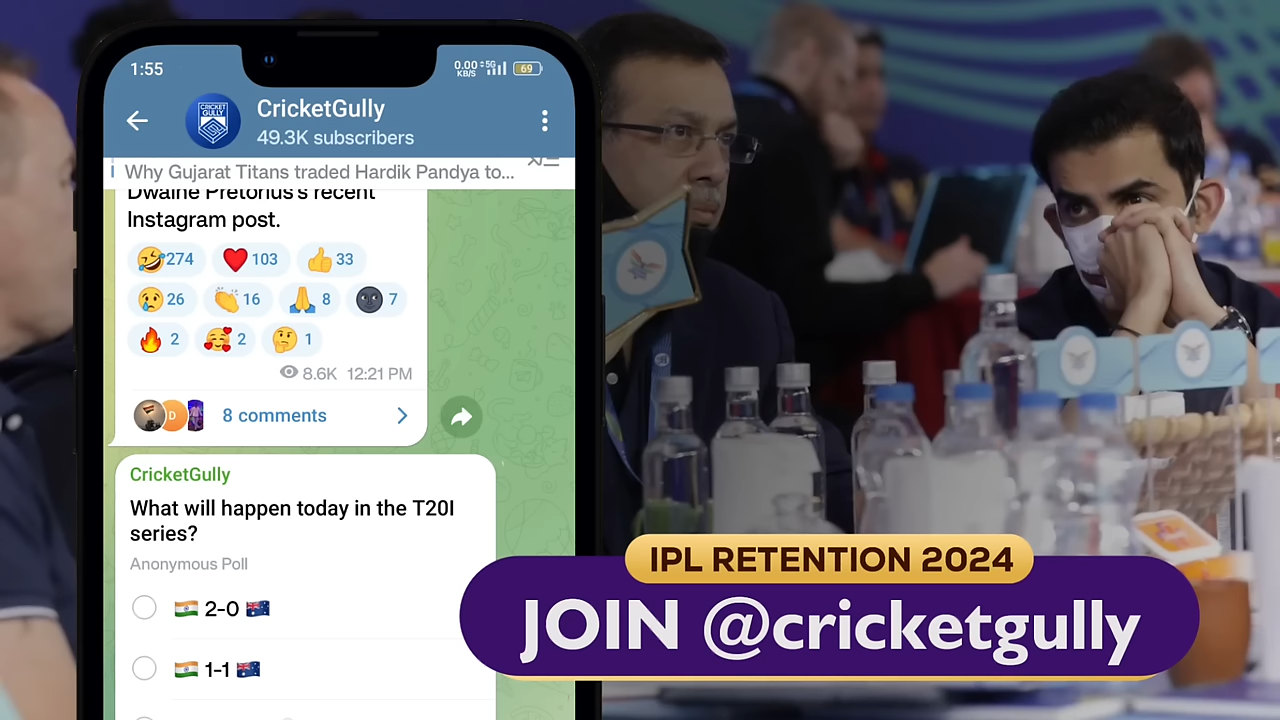 1:55
0.00 KB/S 5G 69
CRICKET GULLY
CricketGully
49.3K subscribers
Why Gujarat Titans traded Hardik Pandya to...
Dwaine Pretorius's recent
Instagram post.
274 103 33
26 16 8 7
2 2 1
8.6K 12:21 PM
D 8 comments
CricketGully
What will happen today in the T20I
series?
Anonymous Poll
2-0
1-1
IPL RETENTION 2024
JOIN @cricketgully